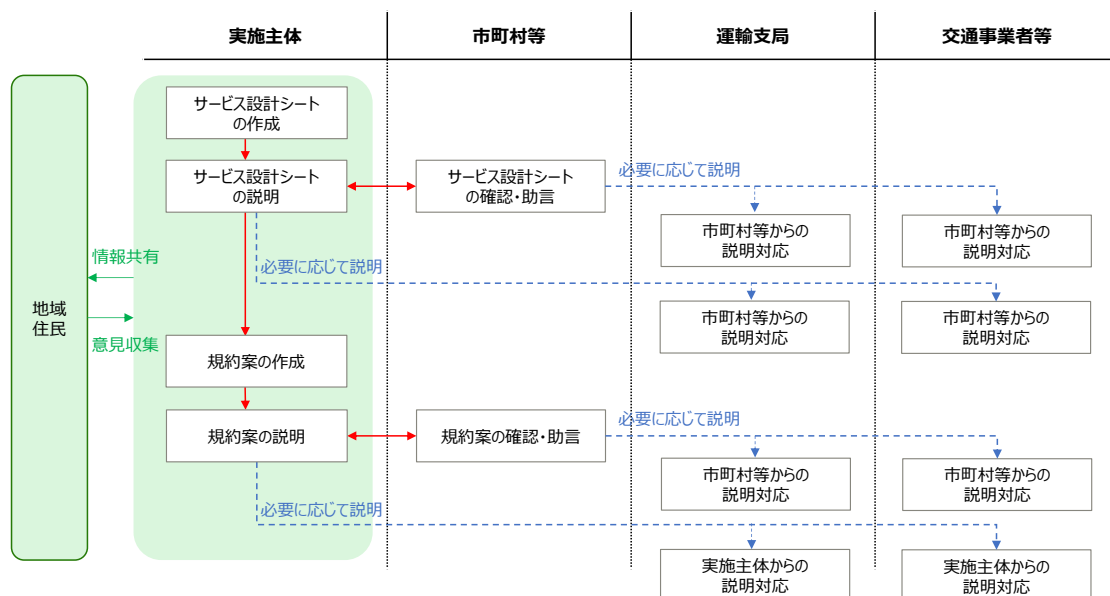 実施主体
市町村等
運輸支局
交通事業者等
サービス設計シート
の作成
サービス設計シート
の説明
サービス設計シート
の確認・助言
必要に応じて説明
市町村等からの
説明対応
市町村等からの
説明対応
情報共有
必要に応じて説明
地域
住民
意見収集
市町村等からの
説明対応
市町村等からの
説明対応
規約案の作成
規約案の説明
規約案の確認・助言
必要に応じて説明
市町村等からの
説明対応
市町村等からの
説明対応
必要に応じて説明
実施主体からの
説明対応
実施主体からの
説明対応